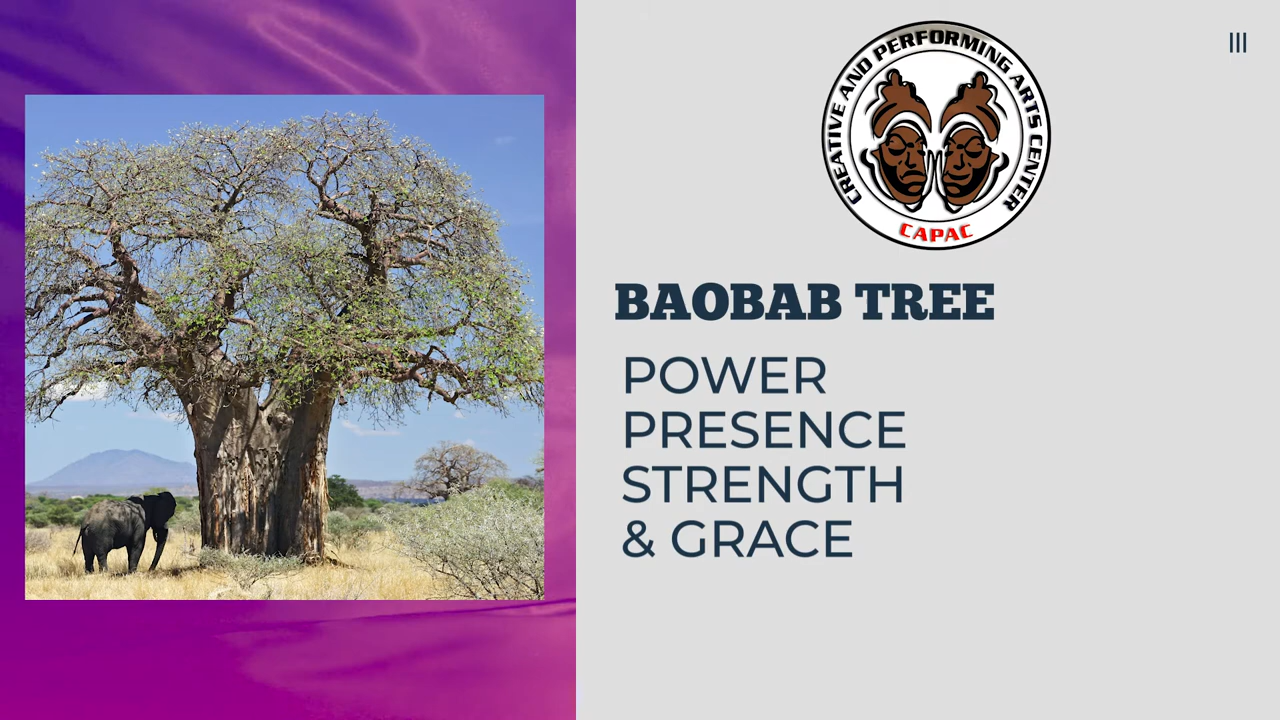 CREATIVE AND PERFORMING ARTS CENTER
CAPAC
BAOBAB TREE
POWER
PRESENCE
STRENGTH
& GRACE